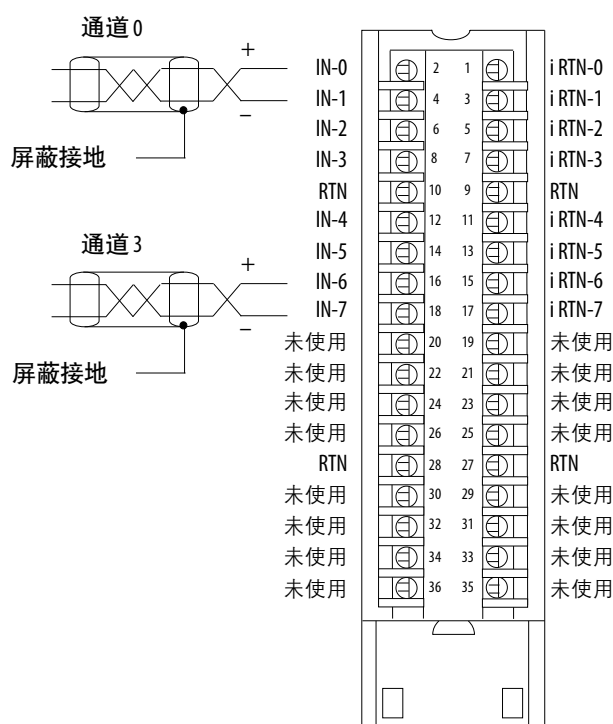 通道0
+
−
屏蔽接地
通道3
+
−
屏蔽接地
IN-0 2 1 i RTN-0
IN-1 4 3 i RTN-1
IN-2 6 5 i RTN-2
IN-3 8 7 i RTN-3
RTN 10 9 RTN
IN-4 12 11 i RTN-4
IN-5 14 13 i RTN-5
IN-6 16 15 i RTN-6
IN-7 18 17 i RTN-7
未使用 20 19 未使用
未使用 22 21 未使用
未使用 24 23 未使用
未使用 26 25 未使用
RTN 28 27 RTN
未使用 30 29 未使用
未使用 32 31 未使用
未使用 34 33 未使用
未使用 36 35 未使用